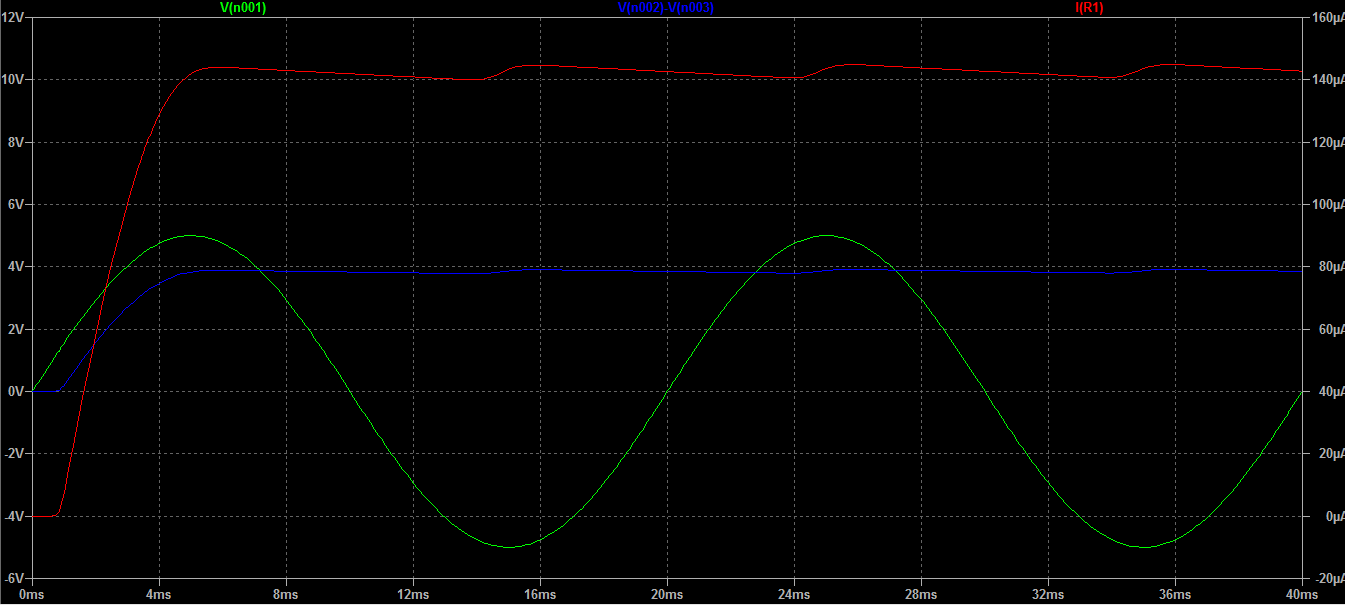 V(n001) V(n002)-V(n003) I(R1)
12V 160µA
10V 140µA
8V 120µA
6V 100µA
4V 80µA
2V 60µA
0V 40µA
-2V 20µA
-4V 0µA
-6V -20µA
0ms 4ms 8ms 12ms 16ms 20ms 24ms 28ms 32ms 36ms 40ms